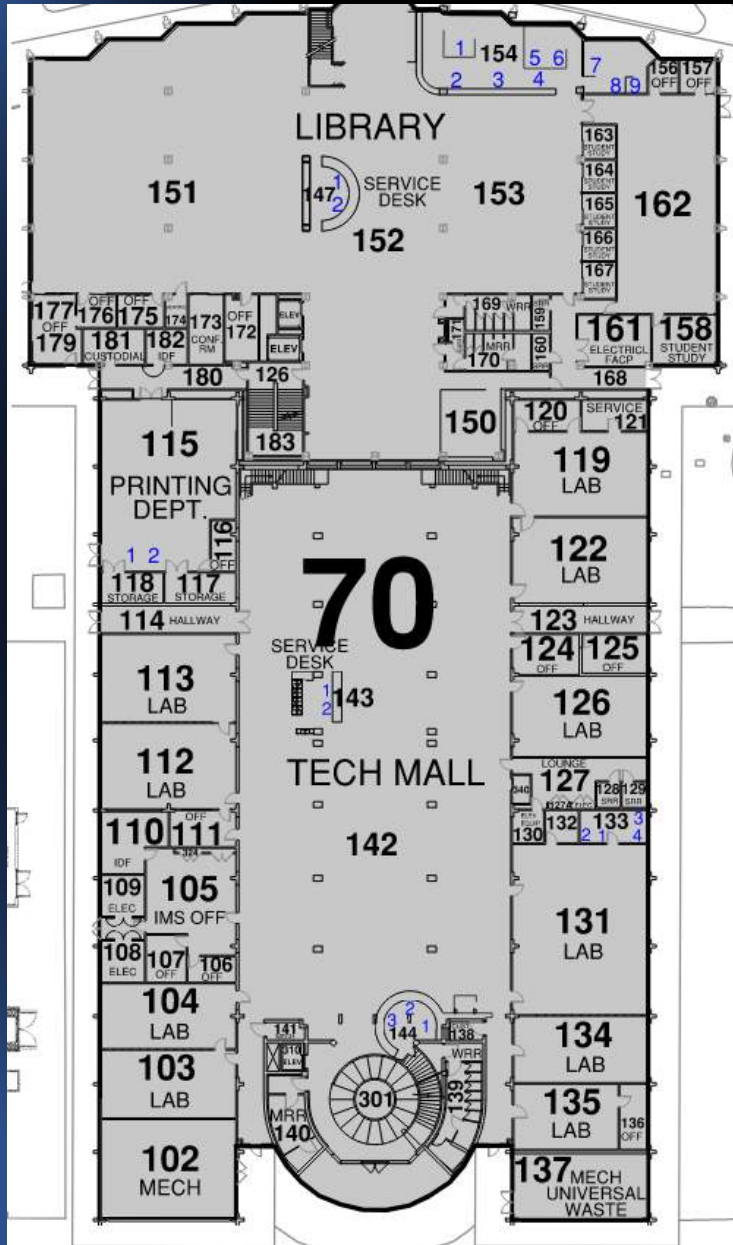 1
154
5 6
7
2
3
4
8
9
156
OFF
157
OFF
LIBRARY
163
STUDENT
STUDY
164
STUDENT
STUDY
165
STUDENT
STUDY
166
STUDENT
STUDY
167
STUDENT
STUDY
151
147
1
2
SERVICE
DESK
152
153
162
177
OFF
179
OFF
176
OFF
175
174
173
CONF.
RM
OFF
172
ELEV
ELEV
181
CUSTODIAL
182
IDF
180
126
183
169
WRR
159
171
MRR
170
160
161
ELECTRICL
FACP
158
STUDENT
STUDY
168
150
115
PRINTING
DEPT.
116
OFF
1 2
118
STORAGE
117
STORAGE
114 HALLWAY
120
OFF
SERVICE
121
119
LAB
122
LAB
123 HALLWAY
124
OFF
125
OFF
70
SERVICE
DESK
1
2
143
TECH MALL
142
113
LAB
112
LAB
110
IDF
OFF
111
324
109
ELEC
105
IMS OFF
108
ELEC
107
OFF
106
OFF
104
LAB
103
LAB
102
MECH
126
LAB
LOUNGE
127
340
127A
128
SRR
129
SRR
ELEV
EQUIP
130
132
133
2 1
3
4
131
LAB
134
LAB
135
LAB
136
OFF
137 MECH
UNIVERSAL
WASTE
141
310
ELEV
2
3
1
144
138
WRR
139
301
MRR
140